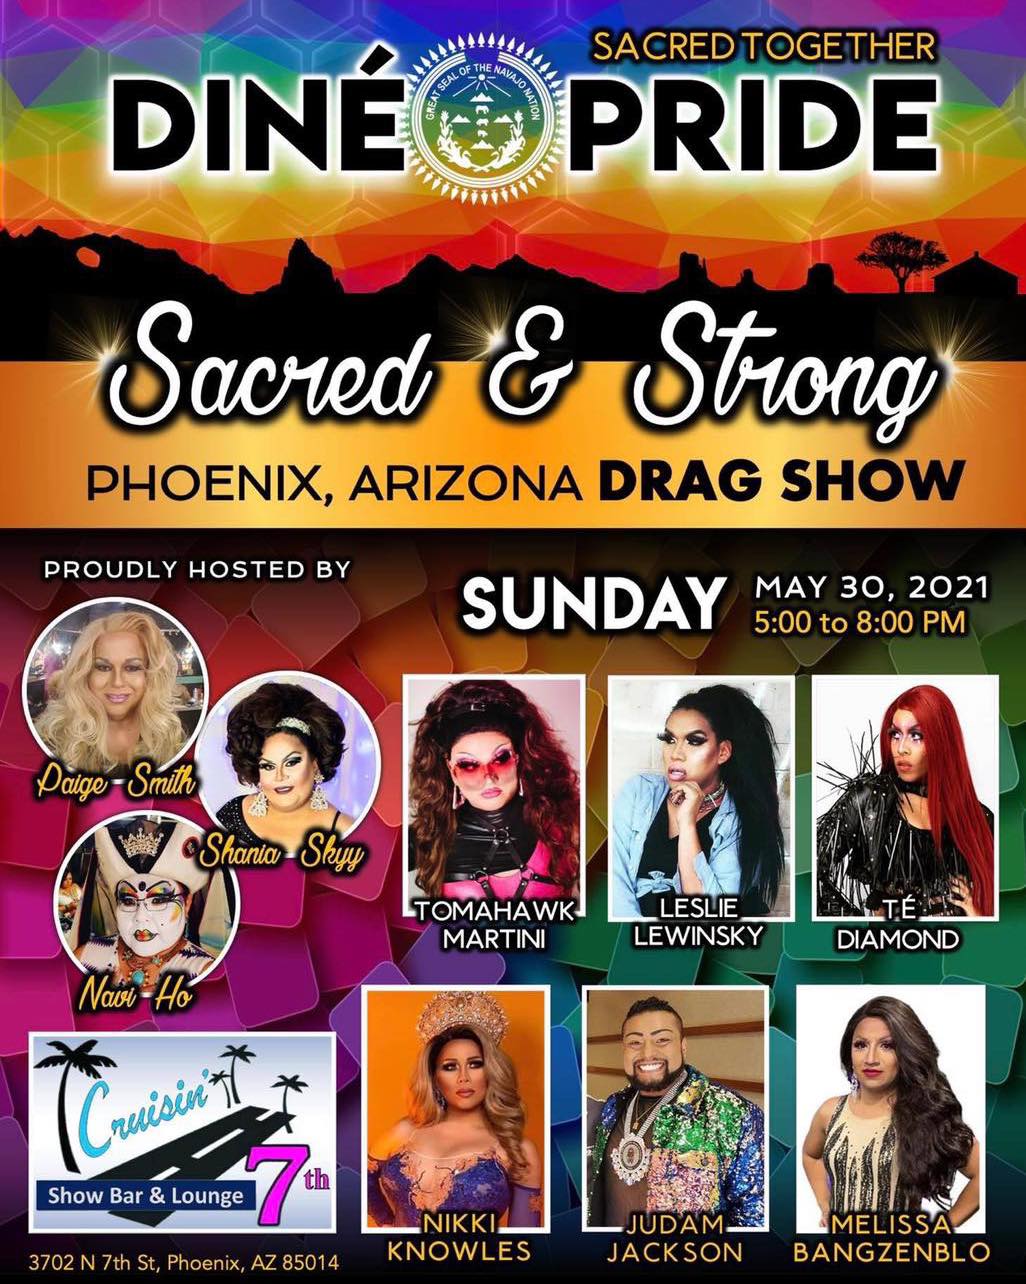 SACRED TOGETHER
DINÉ PRIDE
GREAT SEAL OF THE NAVAJO NATION
Sacred & Strong
PHOENIX, ARIZONA DRAG SHOW
PROUDLY HOSTED BY
SUNDAY
MAY 30, 2021
5:00 to 8:00 PM
Paige Smith
Shania Skyy
Navi Ho
TOMAHAWK
MARTINI
LESLIE
LEWINSKY
TÉ
DIAMOND
Cruisin'
7th
Show Bar & Lounge
3702 N 7th St, Phoenix, AZ 85014
NIKKI
KNOWLES
JUDAM
JACKSON
MELISSA
BANGZENBLO